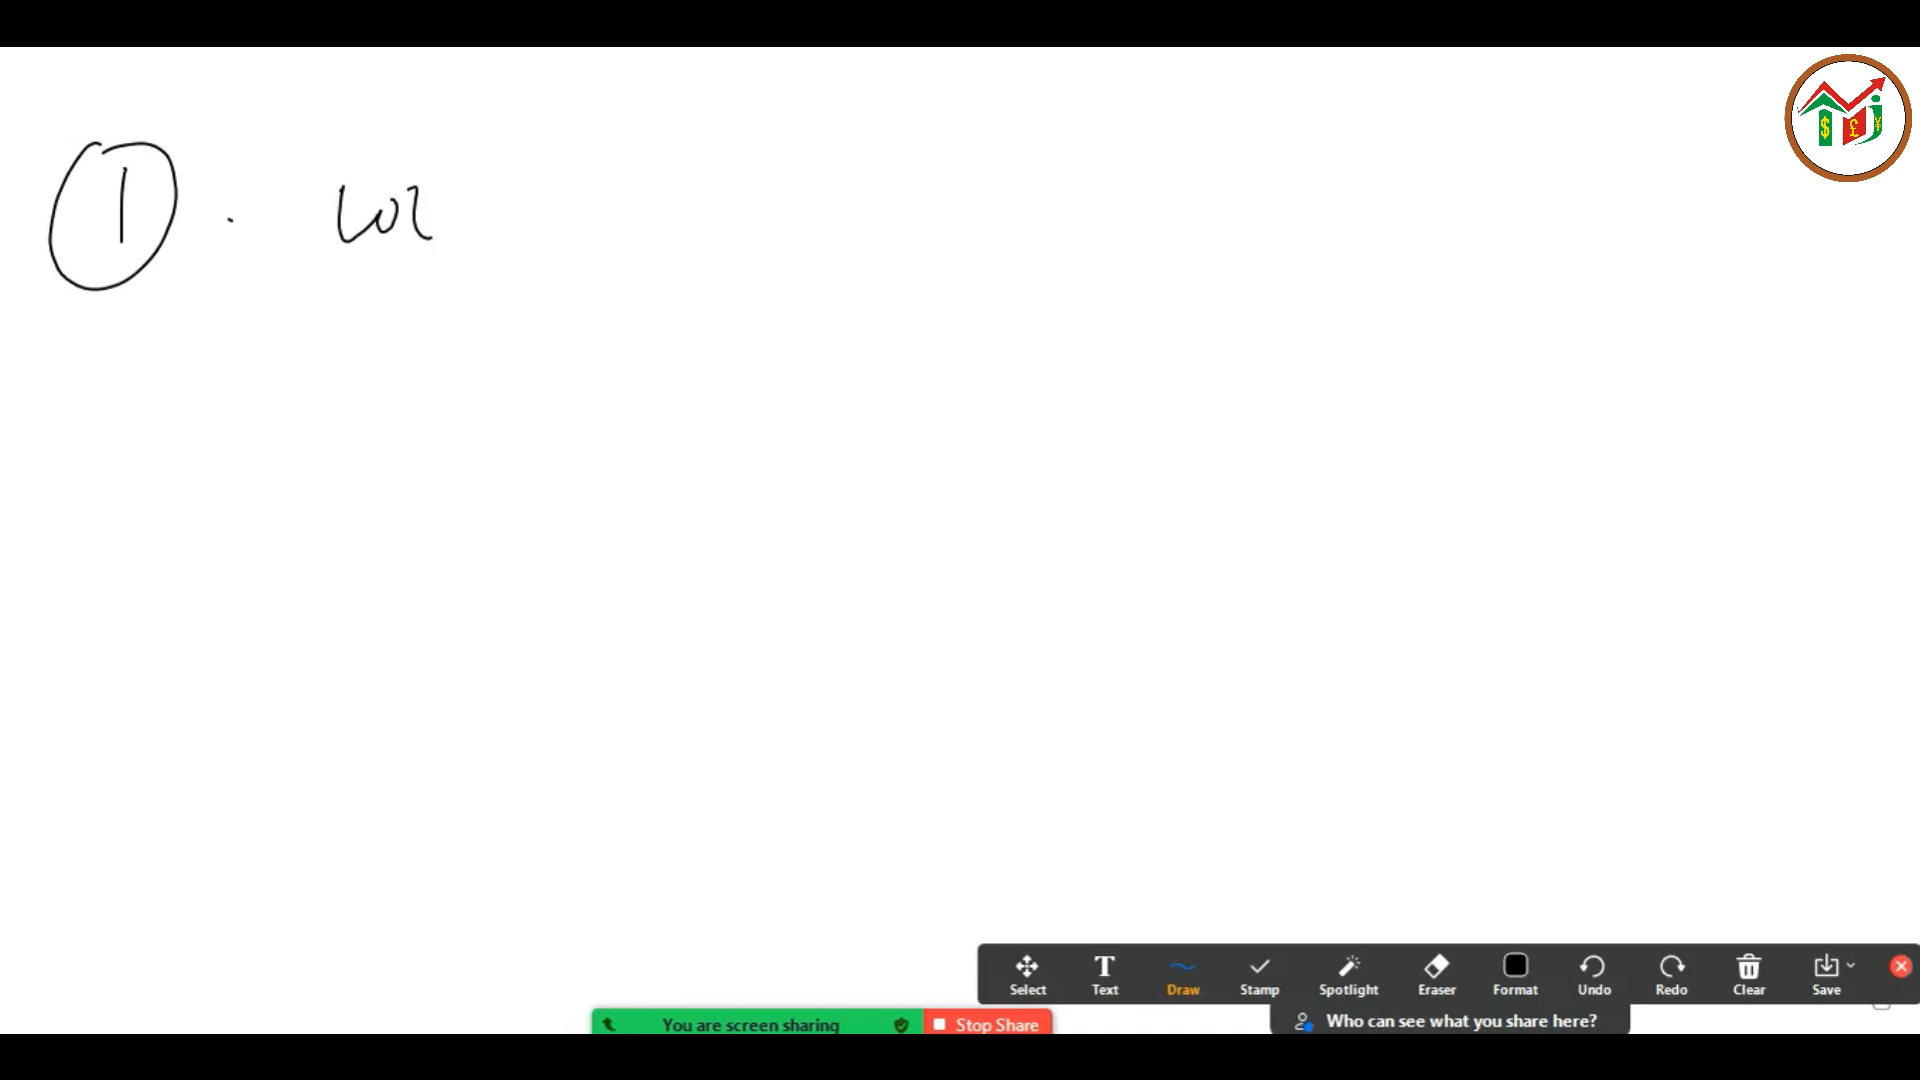 ① .
$ £ ¥
Select Text Draw Stamp Spotlight Eraser Format Undo Redo Clear Save
You are screen sharing Stop Share Who can see what you share here?